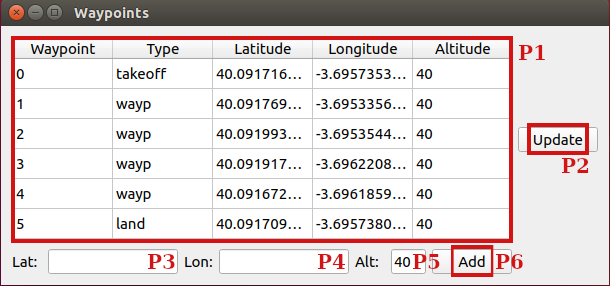 Waypoints
Waypoint Type Latitude Longitude Altitude P1
0 takeoff 40.091716... -3.6957353... 40
1 wayp 40.091769... -3.6953356... 40
2 wayp 40.091993... -3.6953544... 40
Update
P2
3 wayp 40.091917... -3.6962208... 40
4 wayp 40.091672... -3.6961859... 40
5 land 40.091709... -3.6957380... 40
Lat: P3 Lon: P4 Alt: 40 P5 Add P6